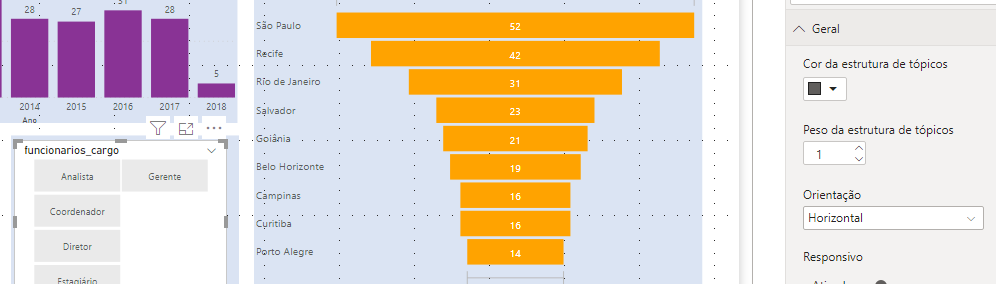 31
28
27
28
5
2014
2015
2016
2017
2018
Ano
funcionarios_cargo
Analista
Gerente
Coordenador
Diretor
Estagiário
São Paulo
52
Recife
42
Rio de Janeiro
31
Salvador
23
Goiânia
21
Belo Horizonte
19
Campinas
16
Curitiba
16
Porto Alegre
14
Geral
Cor da estrutura de tópicos
Peso da estrutura de tópicos
1
Orientação
Horizontal
Responsivo